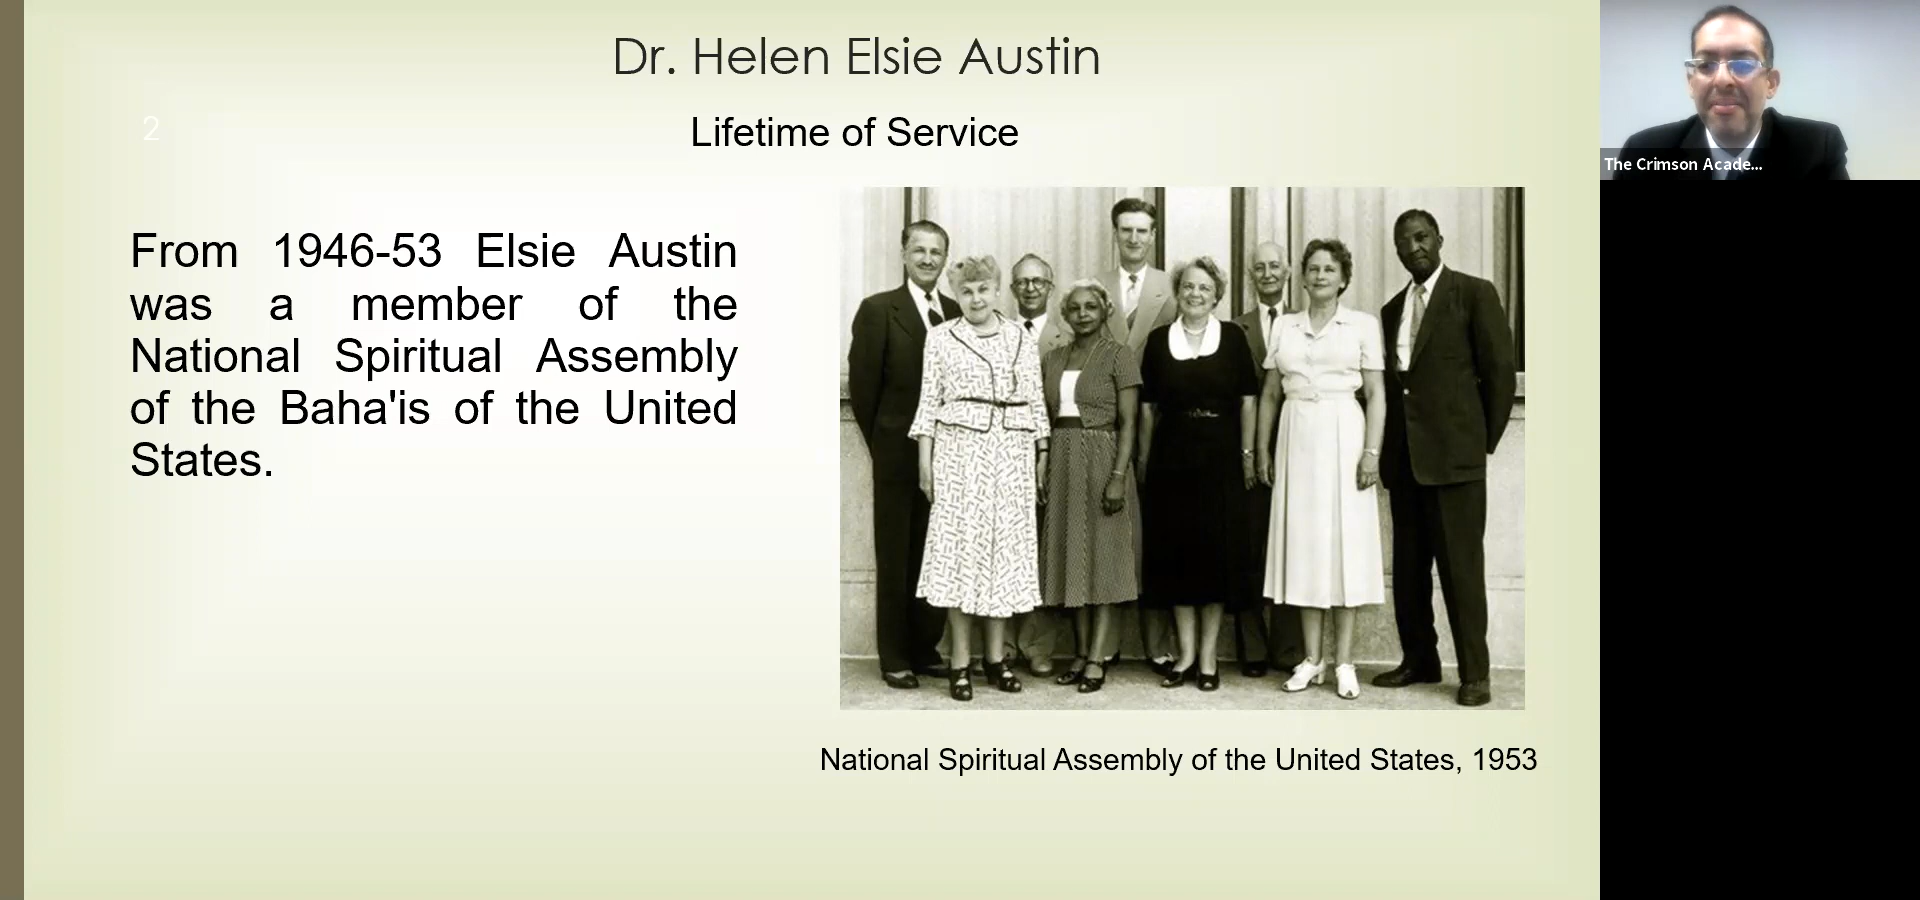 Dr. Helen Elsie Austin
2
Lifetime of Service
From 1946-53 Elsie Austin
was a member of the
National Spiritual Assembly
of the Baha'is of the United
States.
National Spiritual Assembly of the United States, 1953
The Crimson Acade...